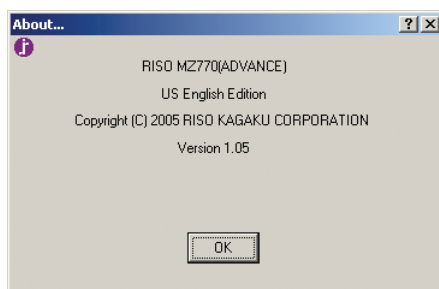 About...
RISO MZ770(ADVANCE)
US English Edition
Copyright (C) 2005 RISO KAGAKU CORPORATION
Version 1.05
OK